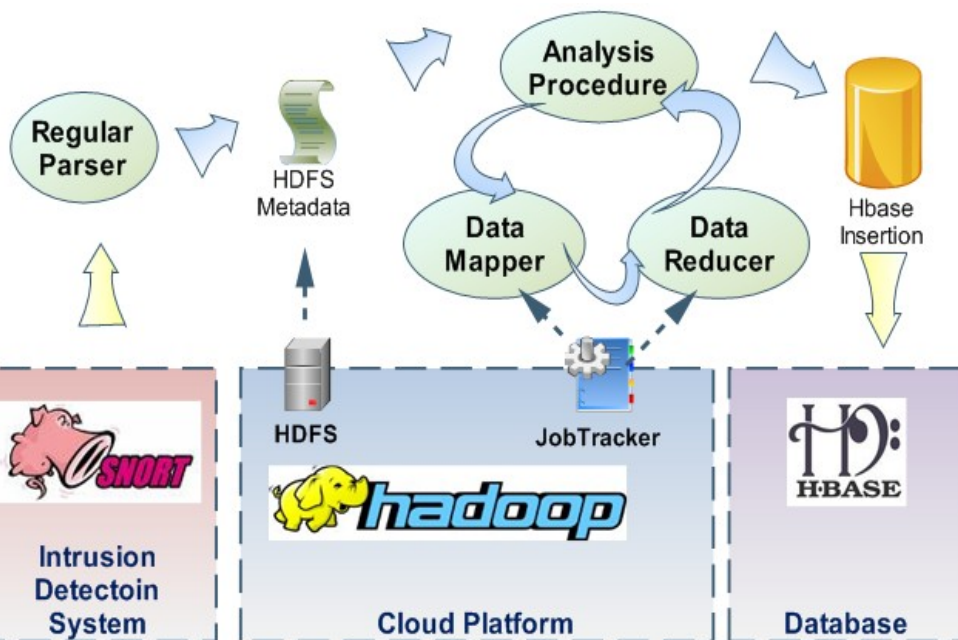 Analysis
Procedure
Regular
Parser
HDFS
Metadata
Data
Mapper
Data
Reducer
Hbase
Insertion
HDFS
JobTracker
SNORT
hadoop
H·BASE
Intrusion
Detectoin
System
Cloud Platform
Database